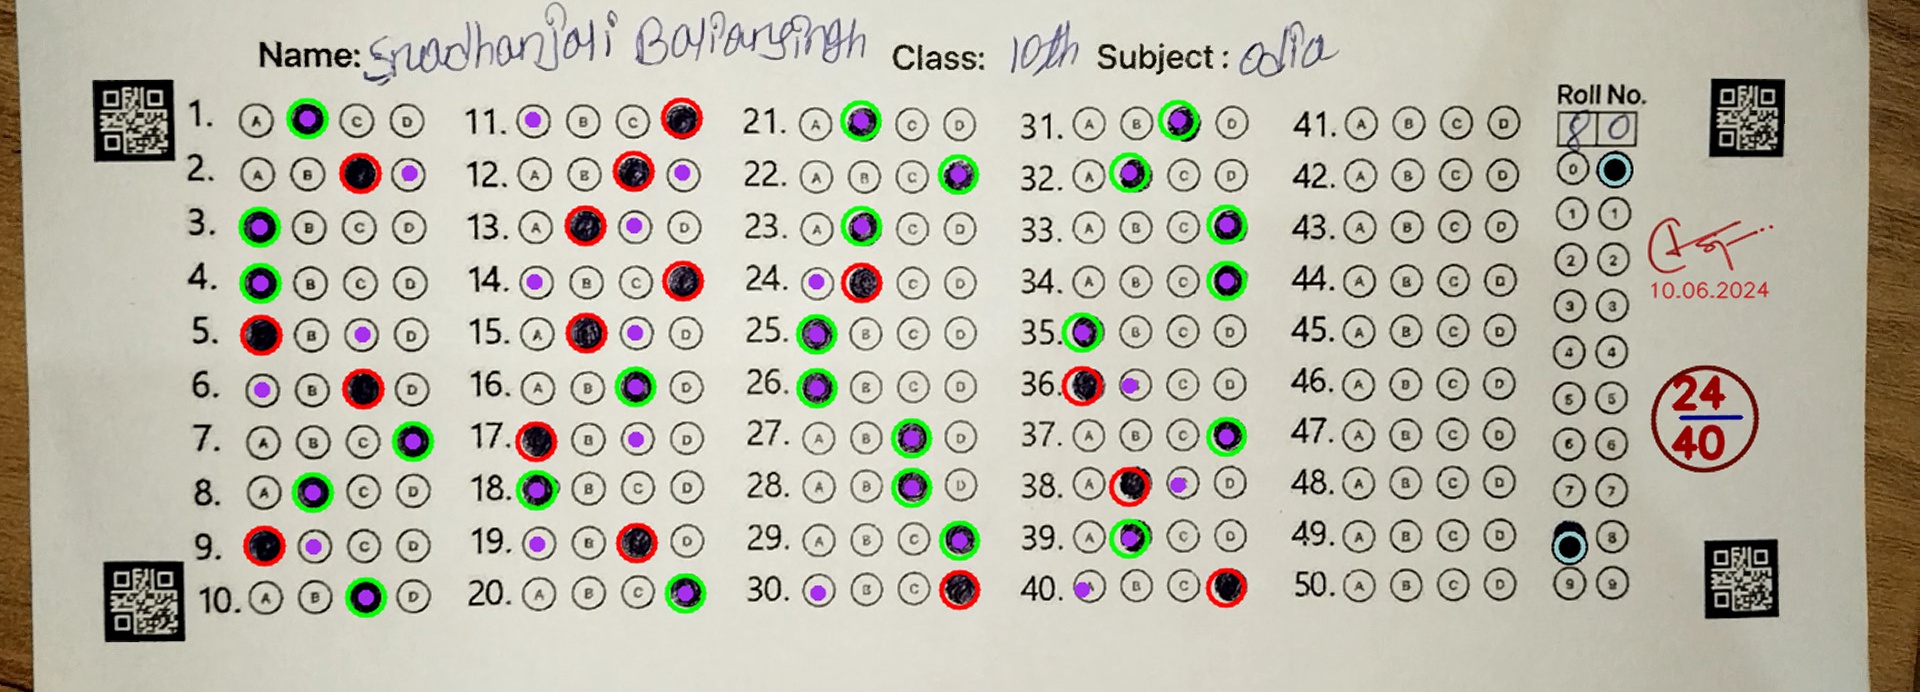 Name: Sradhanjali Baliarsingh Class: 10th Subject: odia
Roll No.
8 0
1. A C D 11. B C 21. A C D 31. A B D 41. A B C D
2. A B 12. A B 22. A B C 32. A C D 42. A B C D 0
3. B C D 13. A D 23. A C D 33. A B C 43. A B C D 1 1
4. B C D 14. B C 24. C D 34. A B C 44. A B C D 2 2
10.06.2024
5. B D 15. A D 25. B C D 35. B C D 45. A B C D 3 3
4 4
6. B D 16. A B D 26. B C D 36. C D 46. A B C D 5 5
24
40
7. A B C 17. B D 27. A B D 37. A B C 47. A B C D 6 6
8. A C D 18. B C D 28. A B D 38. A D 48. A B C D 7 7
9. C D 19. B D 29. A B C 39. A C D 49. A B C D 8
10. A B D 20. A B C 30. B C 40. A B C 50. A B C D 9 9